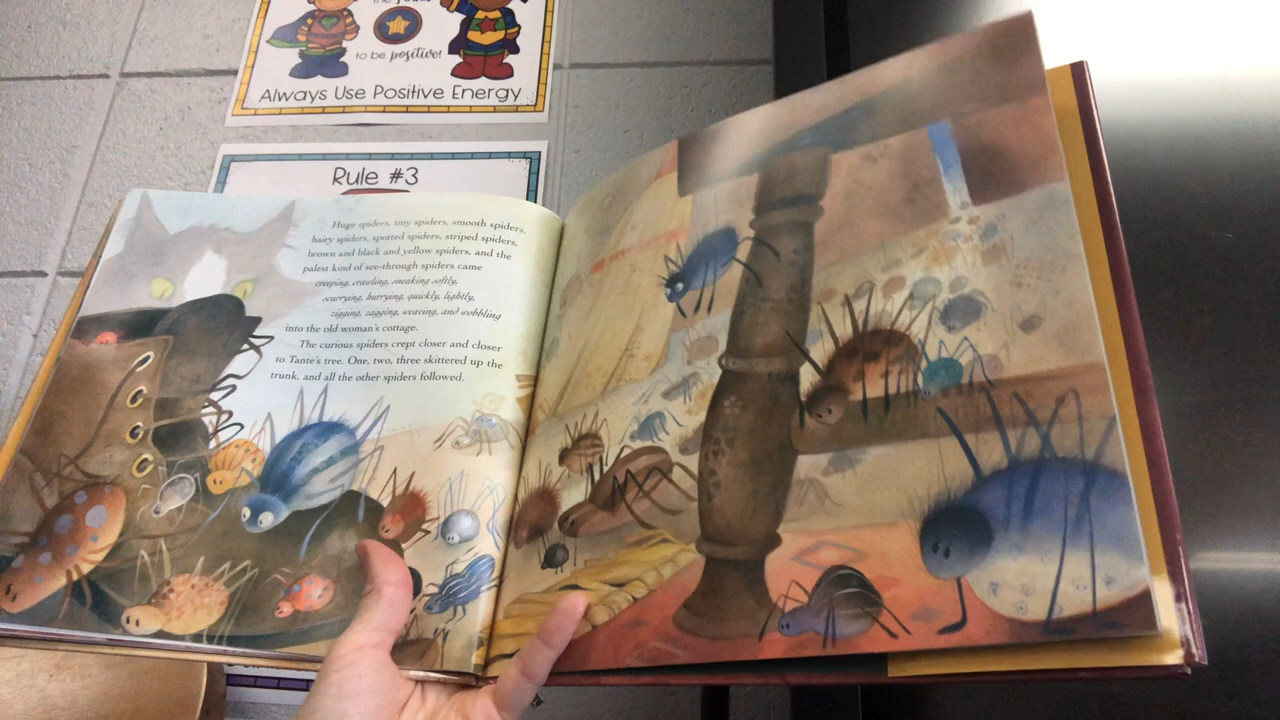 to be positive!
Always Use Positive Energy
Rule #3
Huge spiders, tiny spiders, smooth spiders,
hairy spiders, spotted spiders, striped spiders,
brown and black and yellow spiders, and the
palest kind of see-through spiders came
creeping, crawling, sneaking softly,
scurrying, hurrying, quickly, lightly,
zigging, zagging, weaving, and wobbling
into the old woman's cottage.
The curious spiders crept closer and closer
to Tante's tree. One, two, three skittered up the
trunk, and all the other spiders followed.